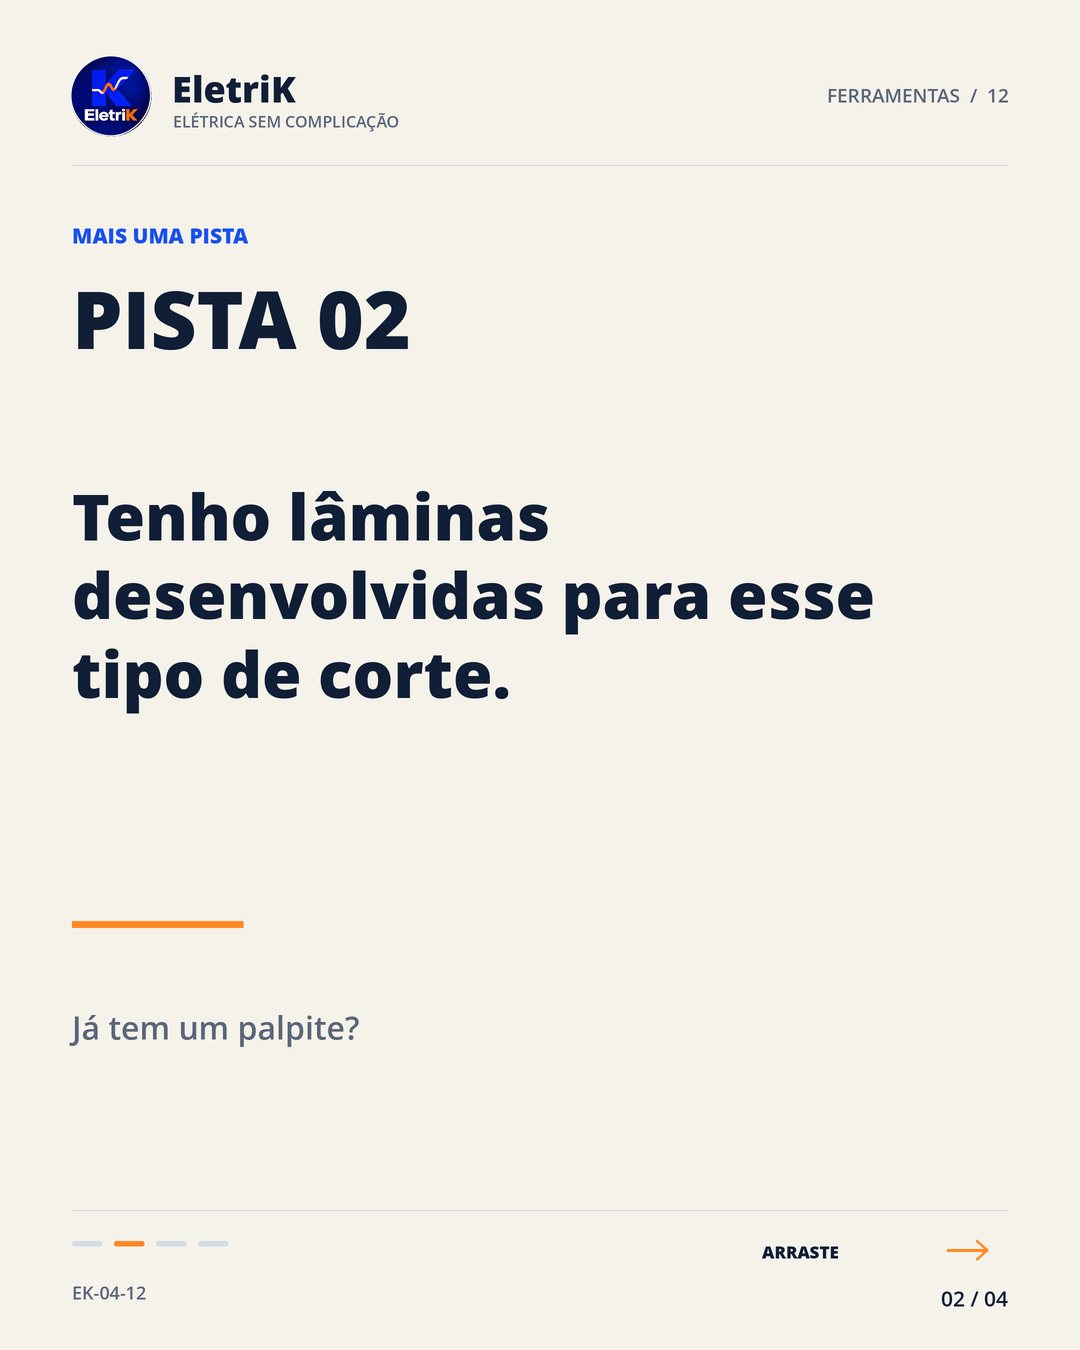 EletriK
EletriK
ELÉTRICA SEM COMPLICAÇÃO
FERRAMENTAS / 12
MAIS UMA PISTA
PISTA 02
Tenho lâminas
desenvolvidas para esse
tipo de corte.
Já tem um palpite?
ARRASTE
EK-04-12
02 / 04